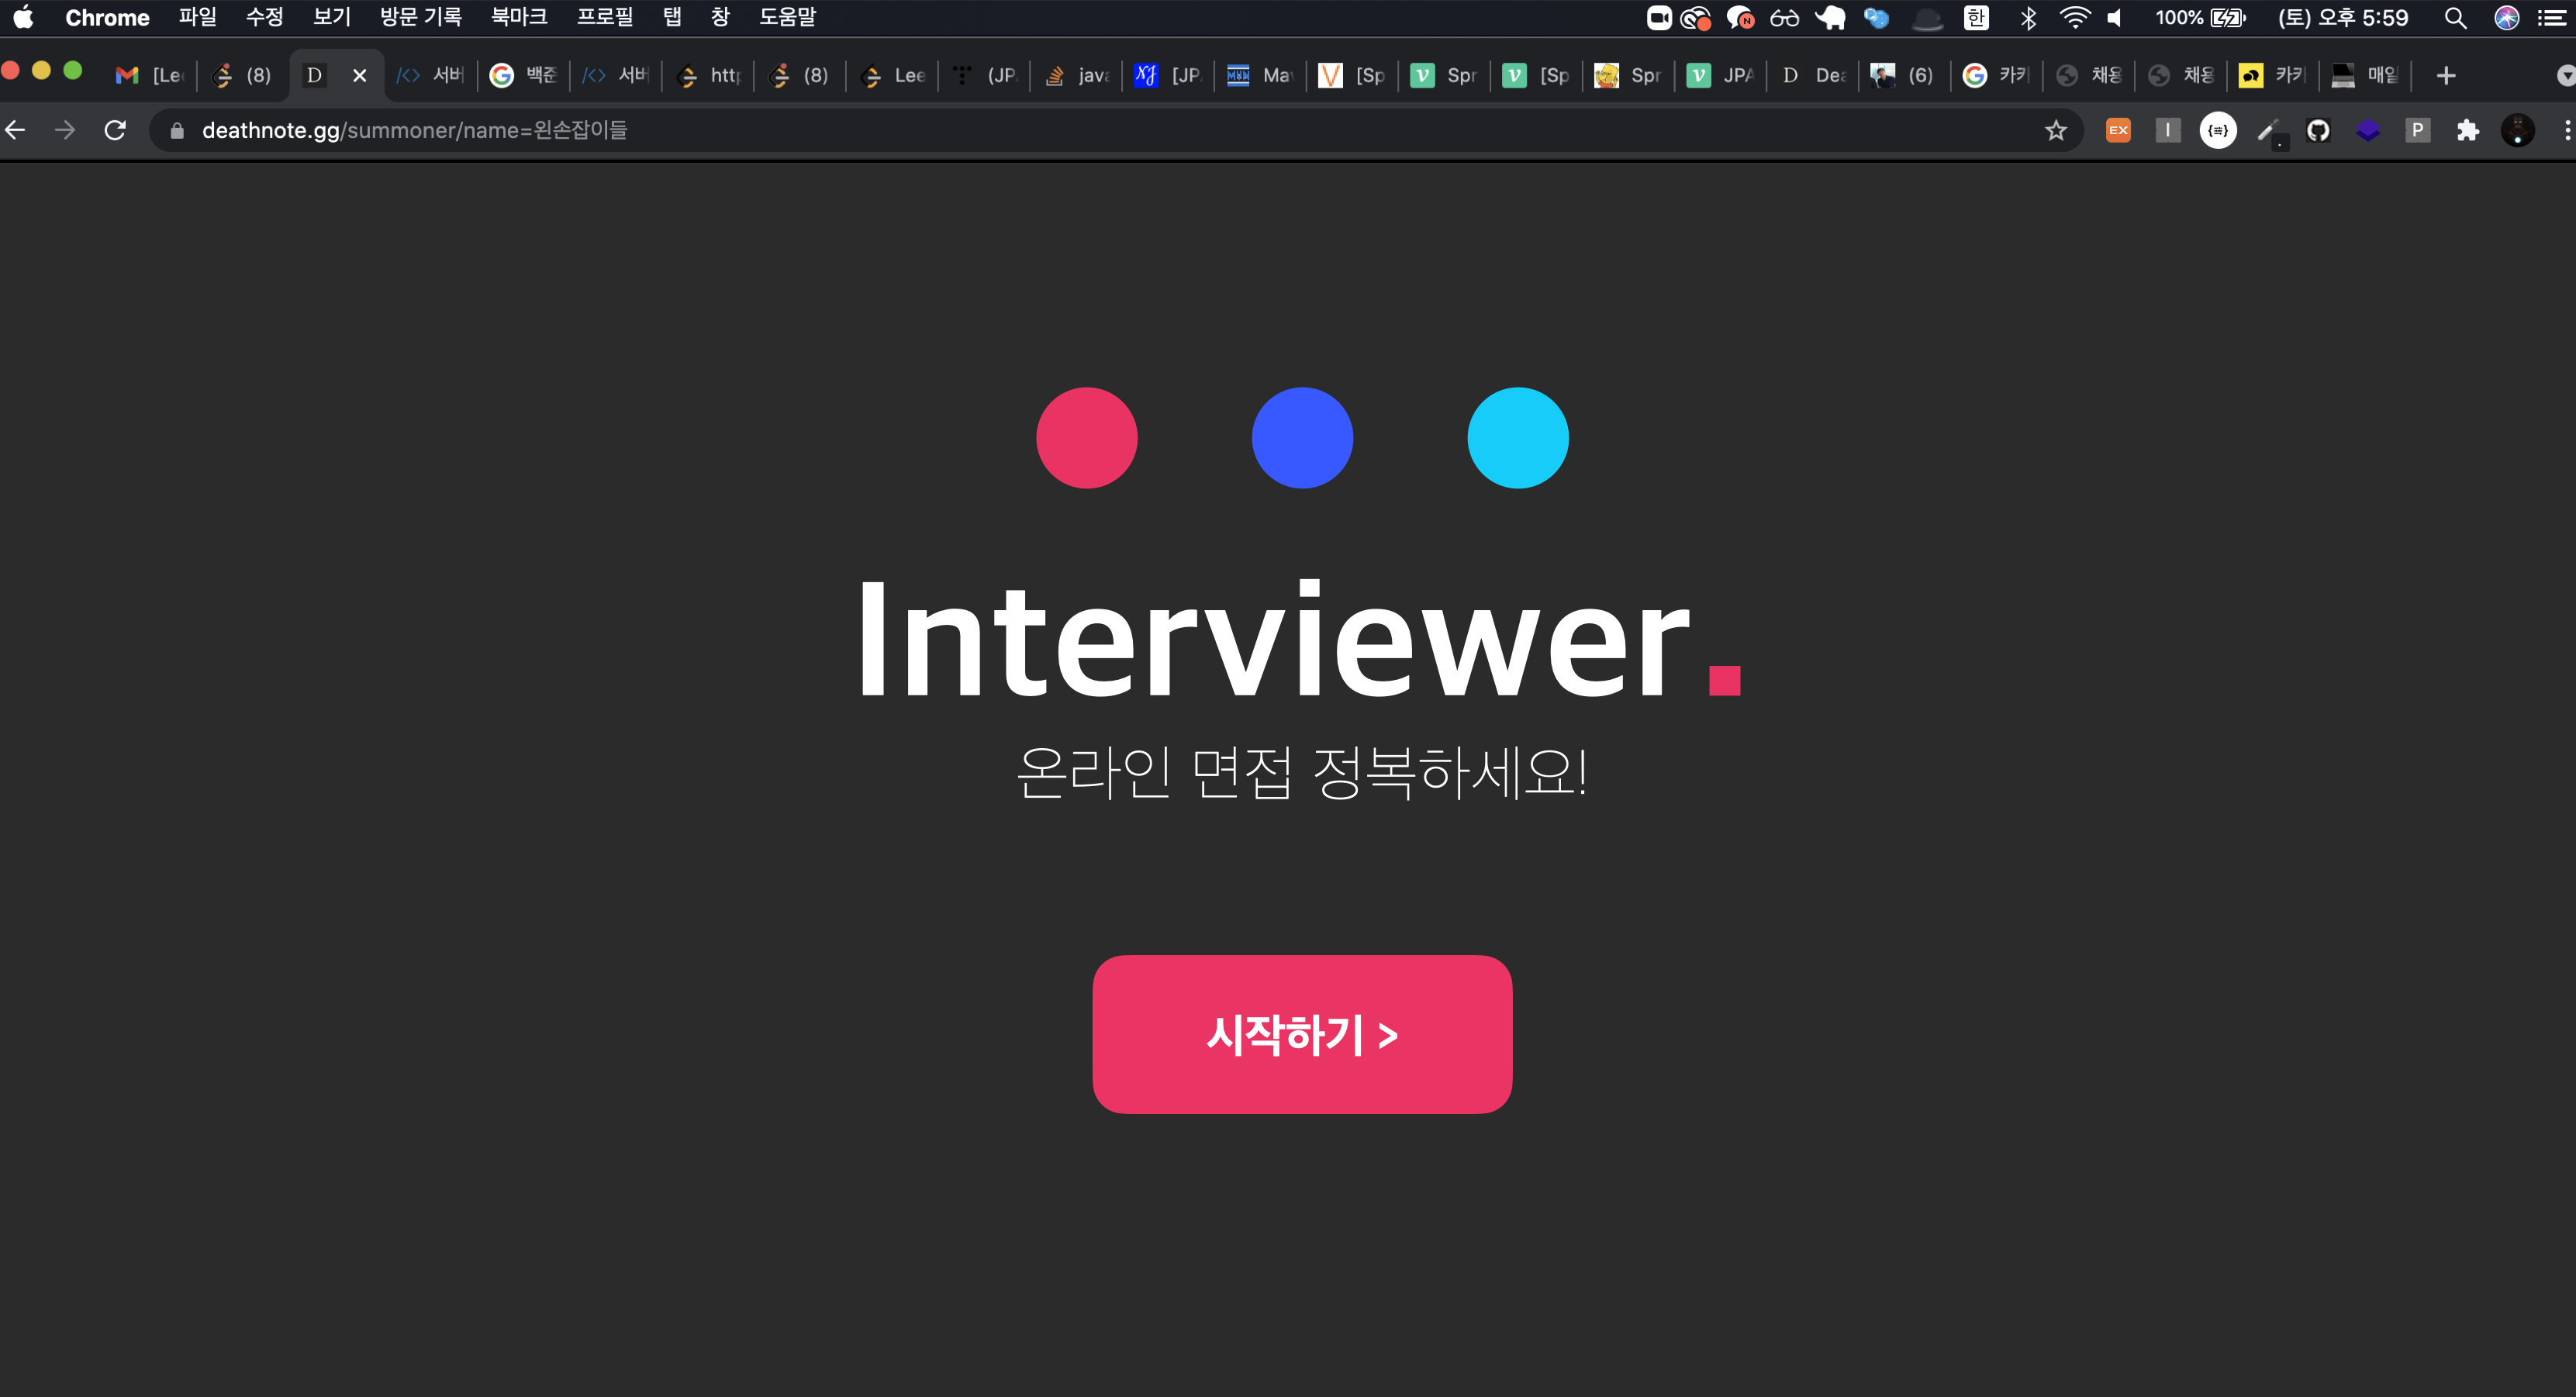 Chrome 파일 수정 보기 방문 기록 북마크 프로필 탭 창 도움말 한 100% (토) 오후 5:59
[Le (8) D 서버 백준 서버 http (8) Lee (JP. java [JP. Ma [Sp Spr [Sp Spr JPA D Dea (6) 카카 채용 채용 카카 매일
deathnote.gg/summoner/name=왼손잡이들 EX I P
Interviewer.
온라인 면접 정복하세요!
시작하기 >